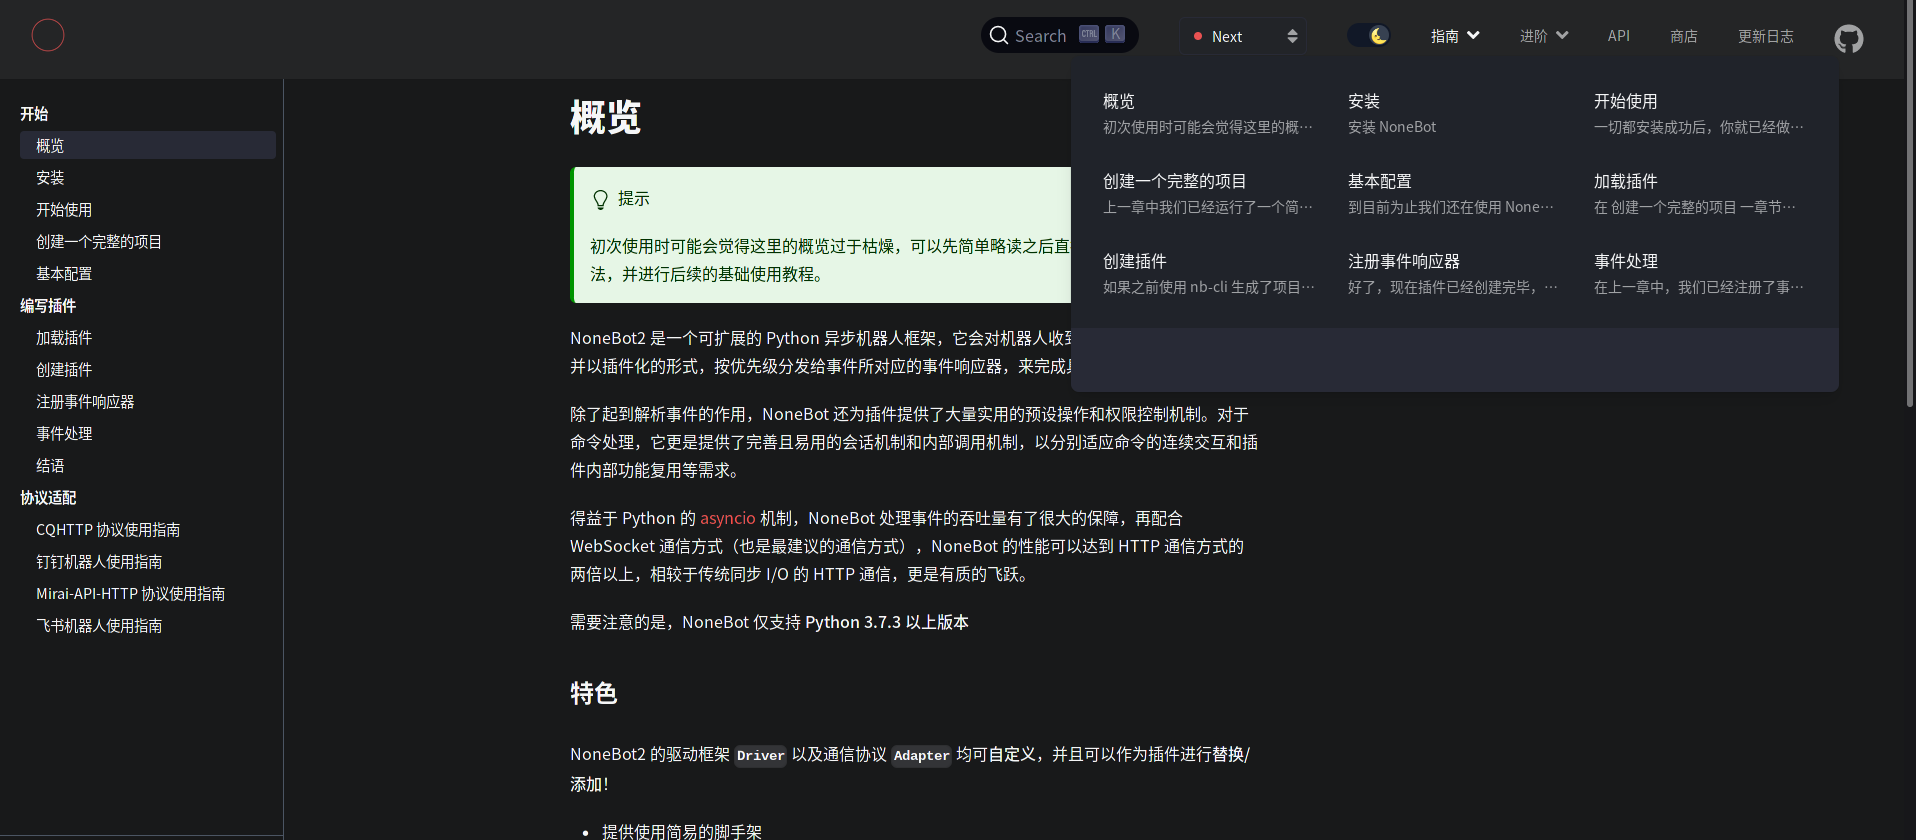 Search CTRL K
Next
指南
进阶
API
商店
更新日志
开始
概览
安装
开始使用
创建一个完整的项目
基本配置
编写插件
加载插件
创建插件
注册事件响应器
事件处理
结语
协议适配
CQHTTP 协议使用指南
钉钉机器人使用指南
Mirai-API-HTTP 协议使用指南
飞书机器人使用指南
概览
提示
初次使用时可能会觉得这里的概览过于枯燥，可以先简单略读之后直
法，并进行后续的基础使用教程。
NoneBot2 是一个可扩展的 Python 异步机器人框架，它会对机器人收到
并以插件化的形式，按优先级分发给事件所对应的事件响应器，来完成
除了起到解析事件的作用，NoneBot 还为插件提供了大量实用的预设操作和权限控制机制。对于
命令处理，它更是提供了完善且易用的会话机制和内部调用机制，以分别适应命令的连续交互和插
件内部功能复用等需求。
得益于 Python 的 asyncio 机制，NoneBot 处理事件的吞吐量有了很大的保障，再配合
WebSocket 通信方式（也是最建议的通信方式），NoneBot 的性能可以达到 HTTP 通信方式的
两倍以上，相较于传统同步 I/O 的 HTTP 通信，更是有质的飞跃。
需要注意的是，NoneBot 仅支持 Python 3.7.3 以上版本
特色
NoneBot2 的驱动框架 Driver 以及通信协议 Adapter 均可自定义，并且可以作为插件进行替换/
添加！
提供使用简易的脚手架
概览
初次使用时可能会觉得这里的概…
安装
安装 NoneBot
开始使用
一切都安装成功后，你就已经做…
创建一个完整的项目
上一章中我们已经运行了一个简…
基本配置
到目前为止我们还在使用 None…
加载插件
在 创建一个完整的项目 一章节…
创建插件
如果之前使用 nb-cli 生成了项目…
注册事件响应器
好了，现在插件已经创建完毕，…
事件处理
在上一章中，我们已经注册了事…